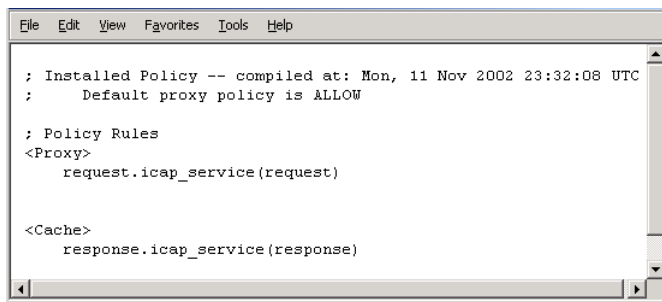 File Edit View Favorites Tools Help
; Installed Policy -- compiled at: Mon, 11 Nov 2002 23:32:08 UTC
;     Default proxy policy is ALLOW
; Policy Rules
<Proxy>
    request.icap_service(request)
<Cache>
    response.icap_service(response)